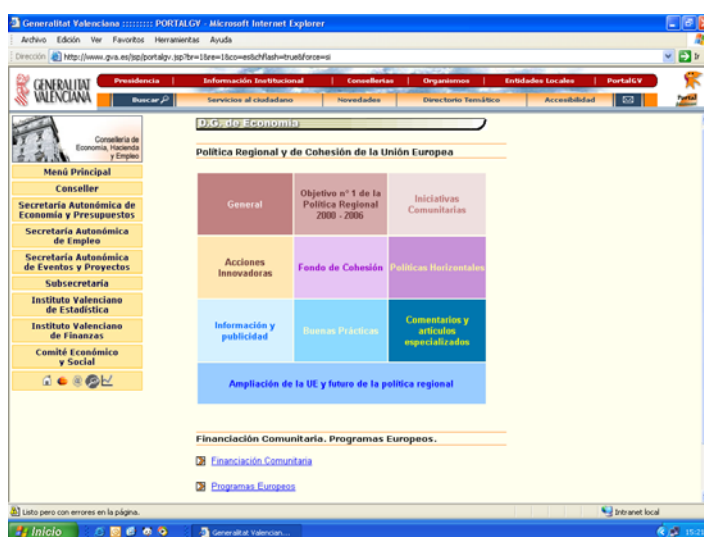 Generalitat Valenciana ::::::::: PORTALGV - Microsoft Internet Explorer
Archivo Edición Ver Favoritos Herramientas Ayuda
Dirección http://www.gva.es/jsp/portalgv.jsp?br=1&re=1&co=es&chflash=true&force=si Ir
GENERALITAT VALENCIANA
Presidencia | Información Institucional | Consellerias | Organismos | Entidades Locales | PortalGV
Buscar Servicios al ciudadano Novedades Directorio Temático Accesibilidad
Portal
Conselleria de
Economía, Hacienda
y Empleo
Menú Principal
Conseller
Secretaría Autonómica de
Economía y Presupuestos
Secretaría Autonómica
de Empleo
Secretaría Autonómica
de Eventos y Proyectos
Subsecretaria
Instituto Valenciano
de Estadística
Instituto Valenciano
de Finanzas
Comité Económico
y Social
D.G. de Economía
Política Regional y de Cohesión de la Unión Europea
General
Objetivo nº 1 de la
Política Regional
2000 - 2006
Iniciativas
Comunitarias
Acciones
Innovadoras
Fondo de Cohesión
Políticas Horizontales
Información y
publicidad
Buenas Prácticas
Comentarios y
artículos
especializados
Ampliación de la UE y futuro de la política regional
Financiación Comunitaria. Programas Europeos.
Financiación Comunitaria
Programas Europeos
Listo pero con errores en la página. Intranet local
Inicio Generalitat Valencian... 15:21